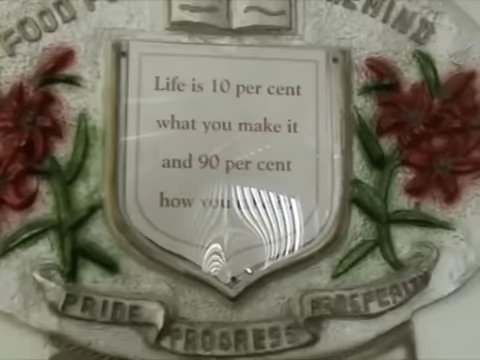 FOOD
Life is 10 per cent
what you make it
and 90 per cent
how you
PRIDE
PROGRESS
PROSPERITY